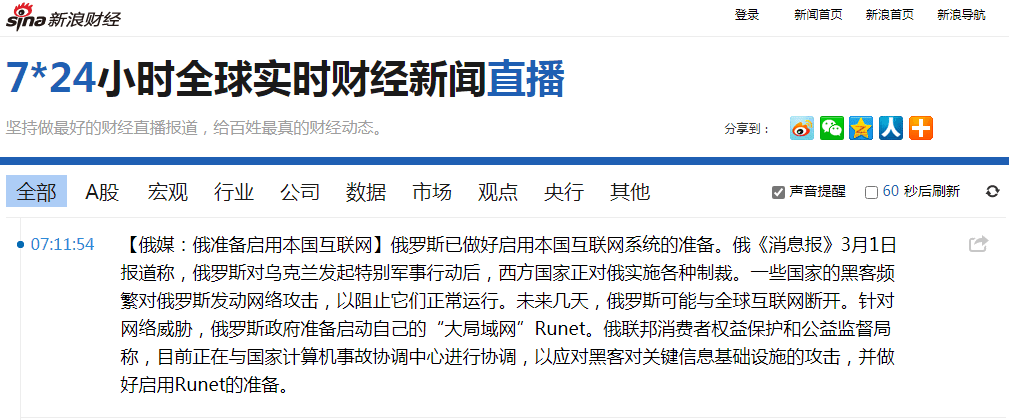 sina 新浪财经
登录 新闻首页 新浪首页 新浪导航
7*24小时全球实时财经新闻直播
坚持做最好的财经直播报道，给百姓最真的财经动态。
分享到：
全部 A股 宏观 行业 公司 数据 市场 观点 央行 其他
声音提醒 60 秒后刷新
07:11:54
【俄媒：俄准备启用本国互联网】俄罗斯已做好启用本国互联网系统的准备。俄《消息报》3月1日
报道称，俄罗斯对乌克兰发起特别军事行动后，西方国家正对俄实施各种制裁。一些国家的黑客频
繁对俄罗斯发动网络攻击，以阻止它们正常运行。未来几天，俄罗斯可能与全球互联网断开。针对
网络威胁，俄罗斯政府准备启动自己的“大局域网”Runet。俄联邦消费者权益保护和公益监督局
称，目前正在与国家计算机事故协调中心进行协调，以应对黑客对关键信息基础设施的攻击，并做
好启用Runet的准备。